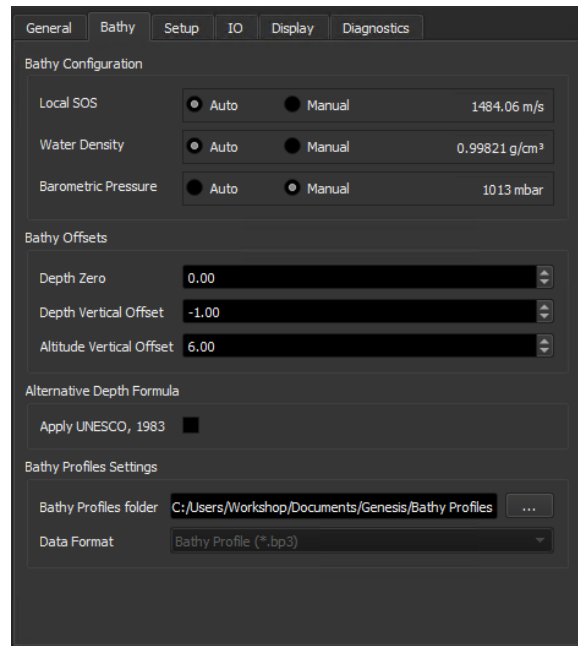 General Bathy Setup IO Display Diagnostics
Bathy Configuration
Local SOS Auto Manual 1484.06 m/s
Water Density Auto Manual 0.99821 g/cm³
Barometric Pressure Auto Manual 1013 mbar
Bathy Offsets
Depth Zero 0.00
Depth Vertical Offset -1.00
Altitude Vertical Offset 6.00
Alternative Depth Formula
Apply UNESCO, 1983
Bathy Profiles Settings
Bathy Profiles folder C:/Users/Workshop/Documents/Genesis/Bathy Profiles ...
Data Format Bathy Profile (*.bp3)